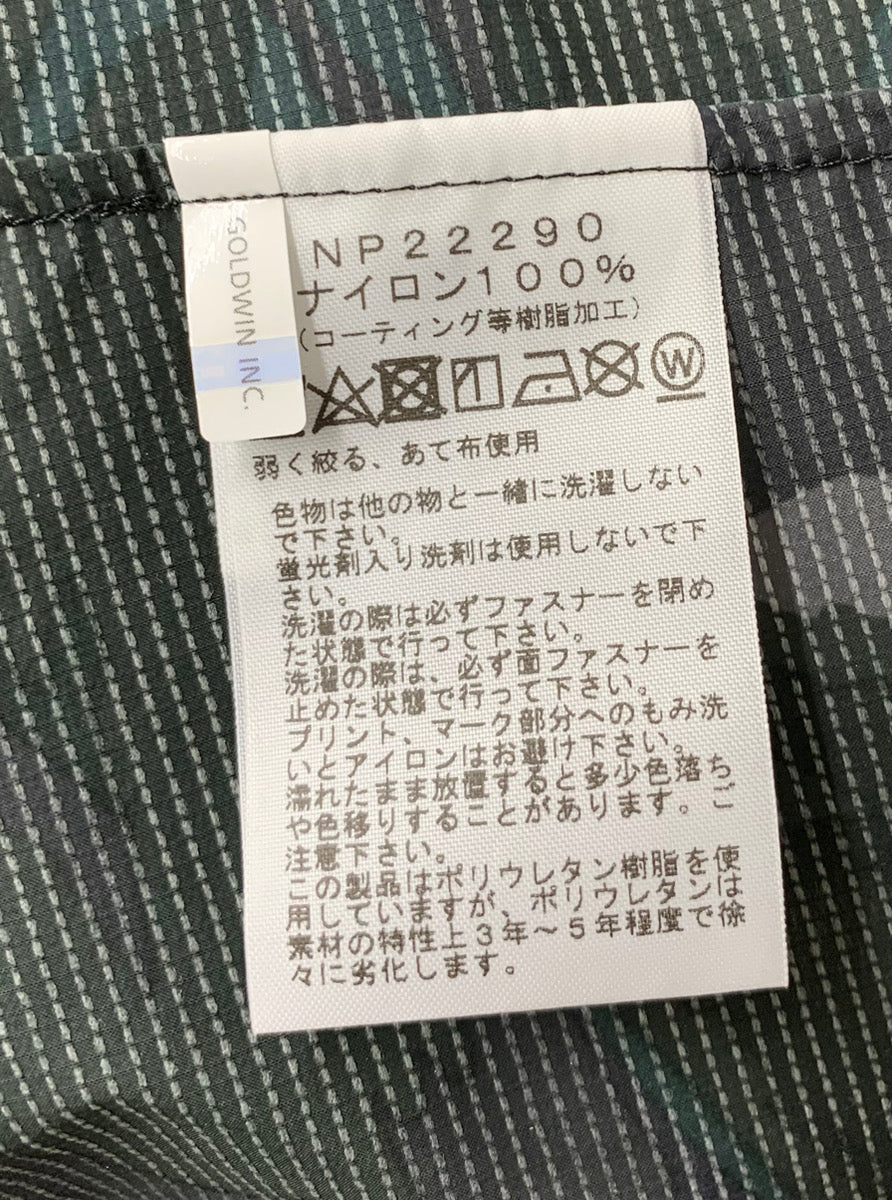 GOLDWIN INC.
NP22290
ナイロン100%
(コーティング等樹脂加工)
W
弱く絞る、あて布使用
色物は他の物と一緒に洗濯しない
で下さい。
蛍光剤入り洗剤は使用しないで下
さい。
洗濯の際は必ずファスナーを閉め
た状態で行って下さい。
洗濯の際は、必ず面ファスナーを
止めた状態で行って下さい。
プリント、マーク部分へのもみ洗
いとアイロンはお避け下さい。
濡れたまま放置すると多少色落ち
や色移りすることがあります。ご
注意下さい。
この製品はポリウレタン樹脂を使
用していますが、ポリウレタンは
素材の特性上3年～5年程度で徐
々に劣化します。